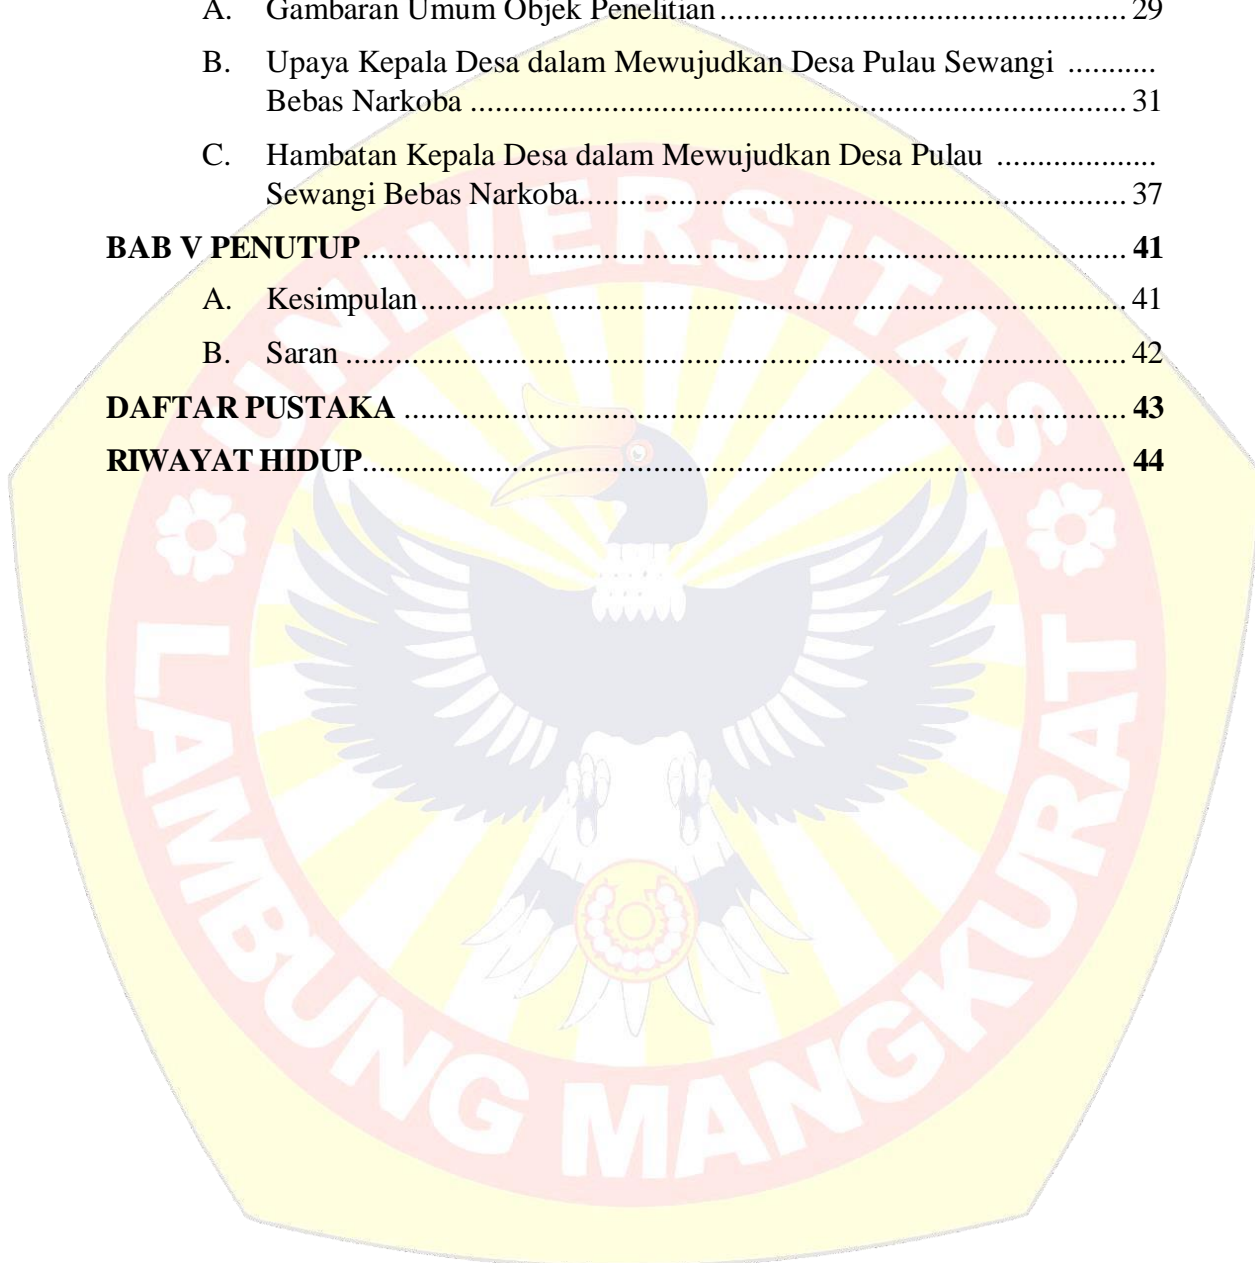 A. Gambaran Umum Objek Penelitian.................................................. 29
B. Upaya Kepala Desa dalam Mewujudkan Desa Pulau Sewangi ...........
Bebas Narkoba .................................................................................. 31
C. Hambatan Kepala Desa dalam Mewujudkan Desa Pulau ....................
Sewangi Bebas Narkoba.................................................................... 37
BAB V PENUTUP............................................................................................... 41
A. Kesimpulan........................................................................................ 41
B. Saran ................................................................................................. 42
DAFTAR PUSTAKA .......................................................................................... 43
RIWAYAT HIDUP............................................................................................... 44
UNIVERSITAS
LAMBUNG MANGKURAT